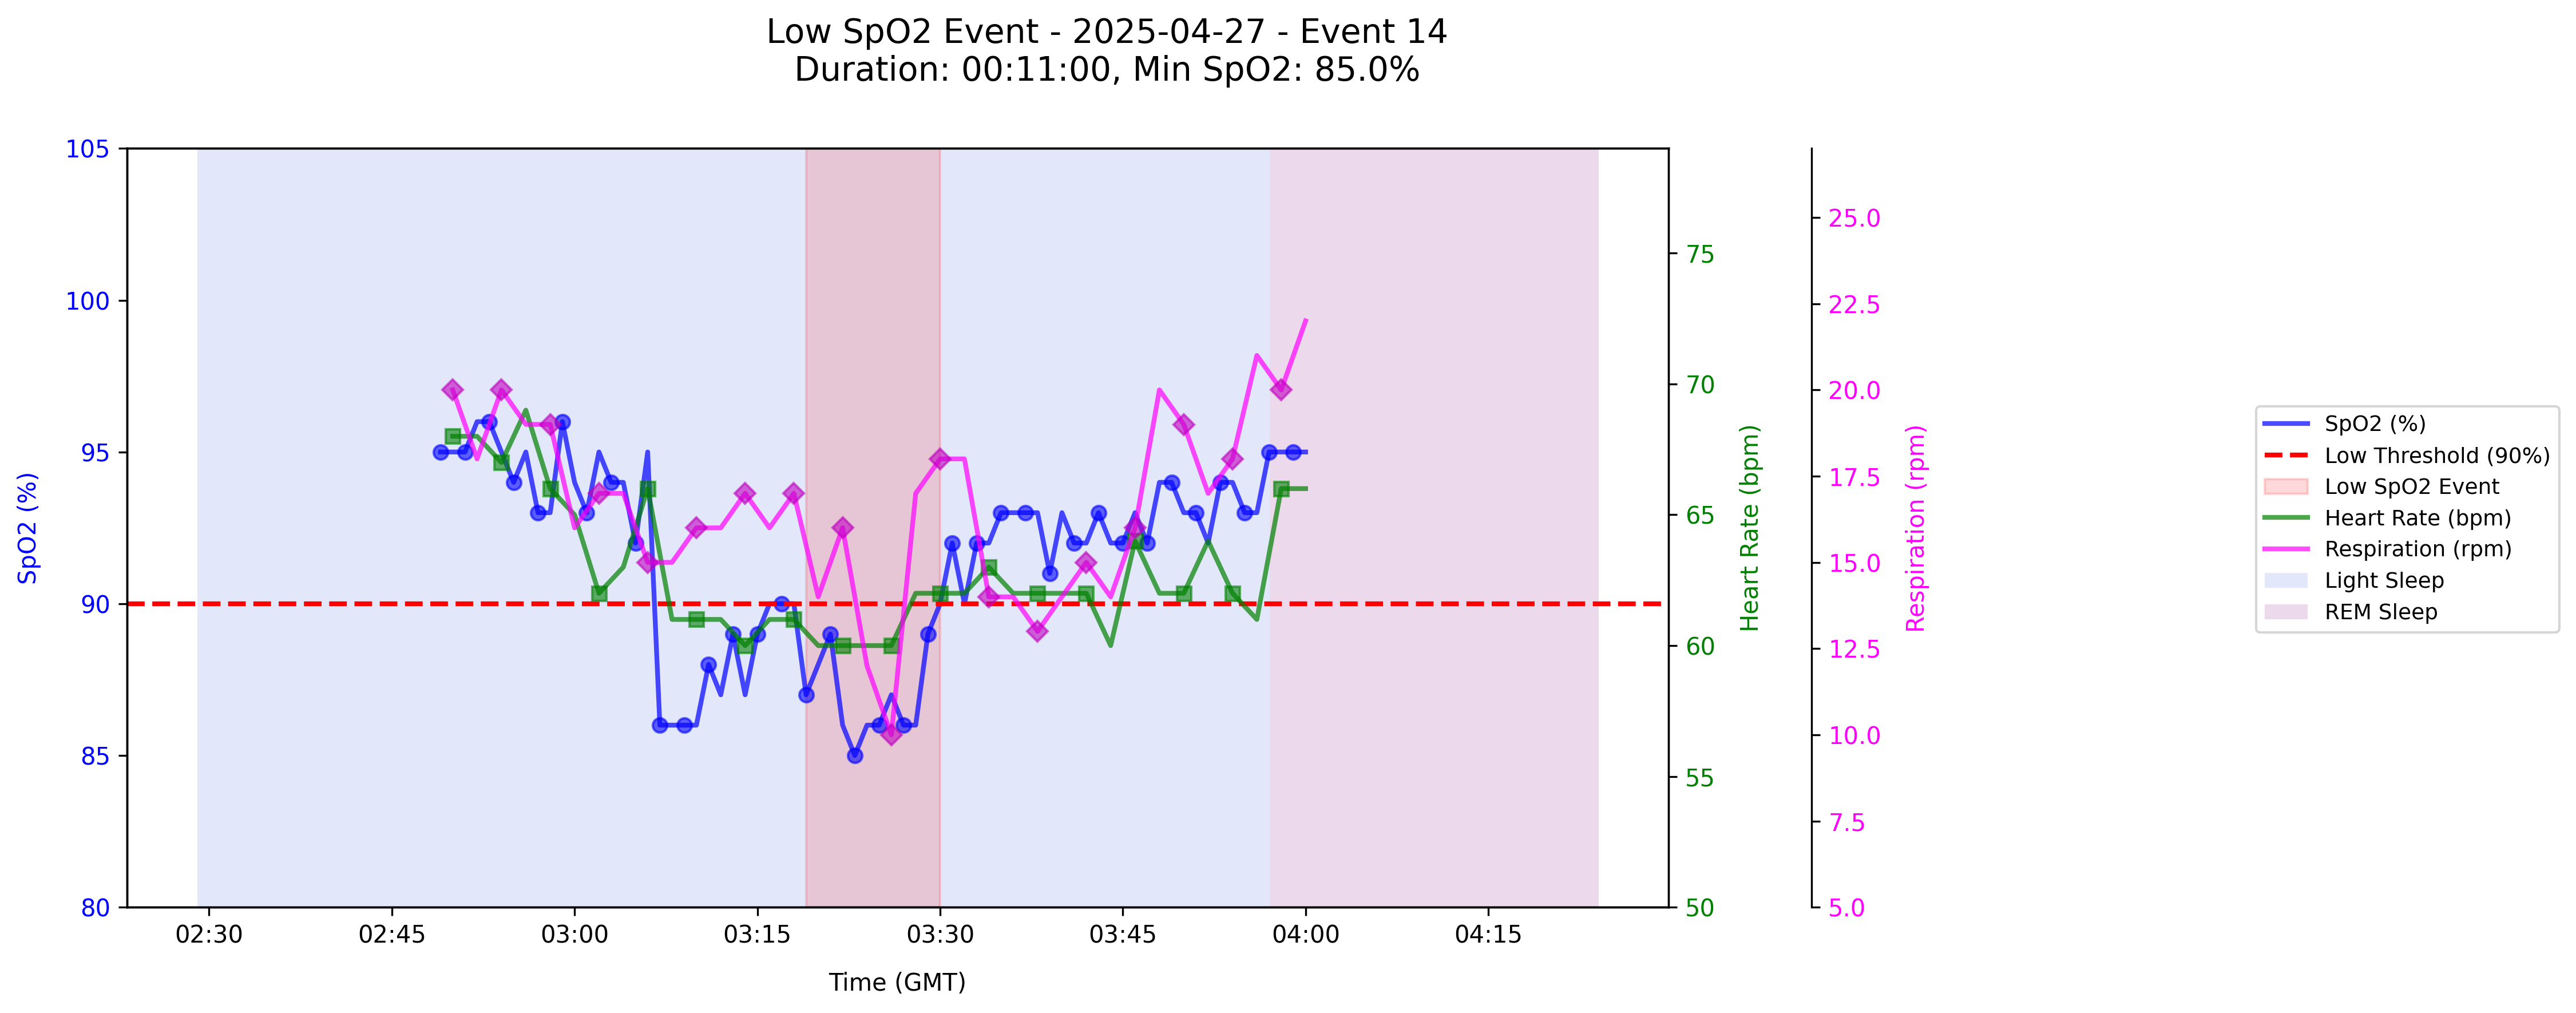 Low SpO2 Event - 2025-04-27 - Event 14
Duration: 00:11:00, Min SpO2: 85.0%
105
100
95
90
85
80
SpO2 (%)
02:30
02:45
03:00
03:15
03:30
03:45
04:00
04:15
Time (GMT)
75
70
65
60
55
50
Heart Rate (bpm)
25.0
22.5
20.0
17.5
15.0
12.5
10.0
7.5
5.0
Respiration (rpm)
SpO2 (%)
Low Threshold (90%)
Low SpO2 Event
Heart Rate (bpm)
Respiration (rpm)
Light Sleep
REM Sleep